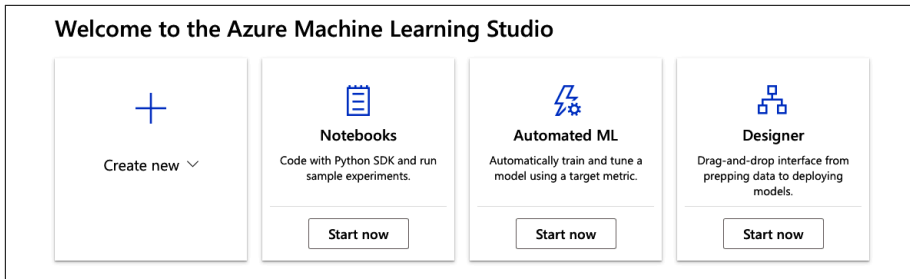 Welcome to the Azure Machine Learning Studio
Create new
Notebooks
Code with Python SDK and run
sample experiments.
Start now
Automated ML
Automatically train and tune a
model using a target metric.
Start now
Designer
Drag-and-drop interface from
prepping data to deploying
models.
Start now